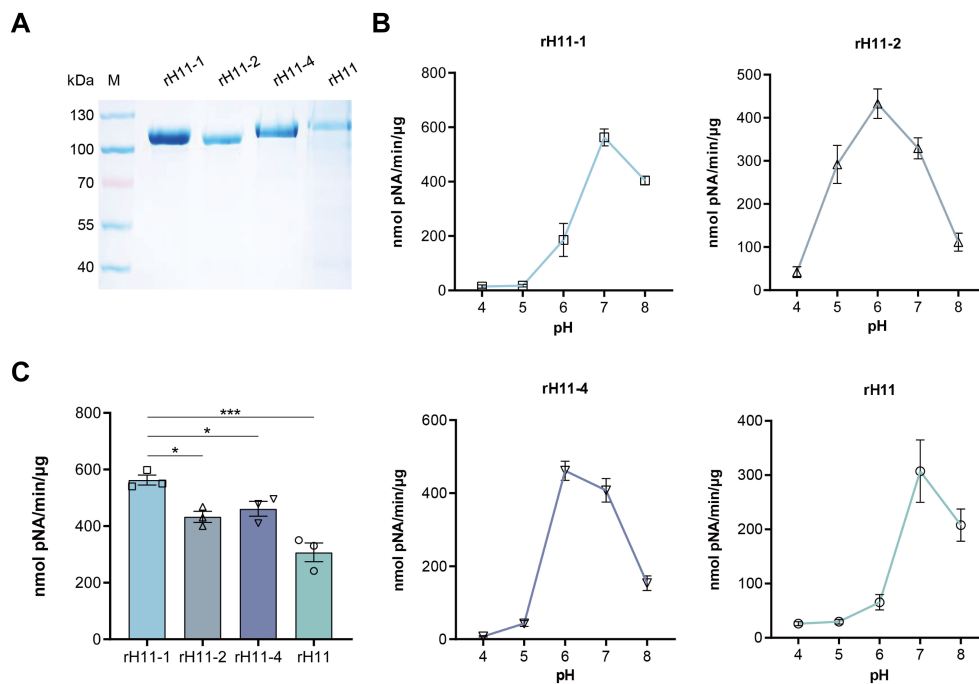 A
kDa M rH11-1 rH11-2 rH11-4 rH11
130
100
70
55
40
B
rH11-1
nmol pNA/min/µg
800
600
400
200
0
4 5 6 7 8
pH
rH11-2
nmol pNA/min/µg
500
400
300
200
100
0
4 5 6 7 8
pH
C
nmol pNA/min/µg
800
600
400
200
0
***
*
*
rH11-1 rH11-2 rH11-4 rH11
rH11-4
nmol pNA/min/µg
600
400
200
0
4 5 6 7 8
pH
rH11
nmol pNA/min/µg
400
300
200
100
0
4 5 6 7 8
pH